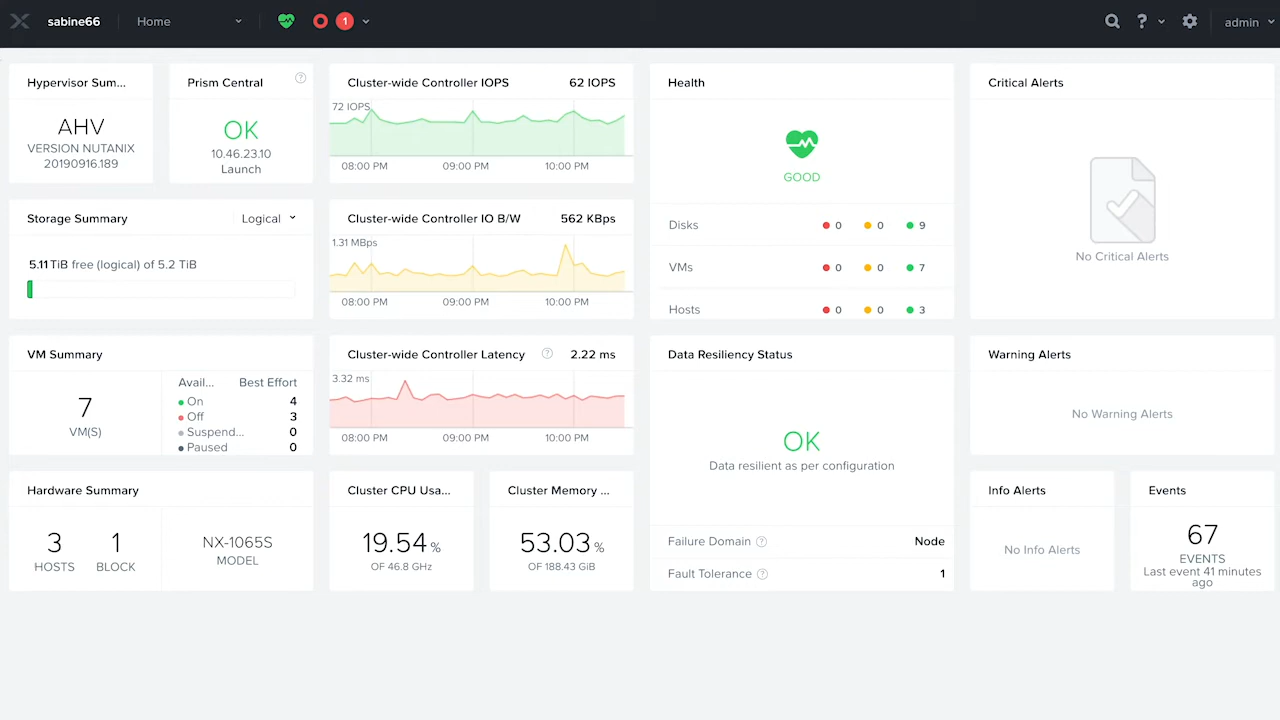 sabine66
Home
1
?
admin
Hypervisor Sum...
AHV
VERSION NUTANIX
20190916.189
Prism Central
?
OK
10.46.23.10
Launch
Cluster-wide Controller IOPS
62 IOPS
72 IOPS
08:00 PM
09:00 PM
10:00 PM
Storage Summary
Logical
5.11 TiB free (logical) of 5.2 TiB
Cluster-wide Controller IO B/W
562 KBps
1.31 MBps
08:00 PM
09:00 PM
10:00 PM
VM Summary
7
VM(S)
Avail...
Best Effort
On 4
Off 3
Suspend... 0
Paused 0
Cluster-wide Controller Latency
?
2.22 ms
3.32 ms
08:00 PM
09:00 PM
10:00 PM
Hardware Summary
3
HOSTS
1
BLOCK
NX-1065S
MODEL
Cluster CPU Usa...
19.54 %
OF 46.8 GHz
Cluster Memory ...
53.03 %
OF 188.43 GiB
Health
GOOD
Disks 0 0 9
VMs 0 0 7
Hosts 0 0 3
Data Resiliency Status
OK
Data resilient as per configuration
Failure Domain ? Node
Fault Tolerance ? 1
Critical Alerts
No Critical Alerts
Warning Alerts
No Warning Alerts
Info Alerts
No Info Alerts
Events
67
EVENTS
Last event 41 minutes
ago